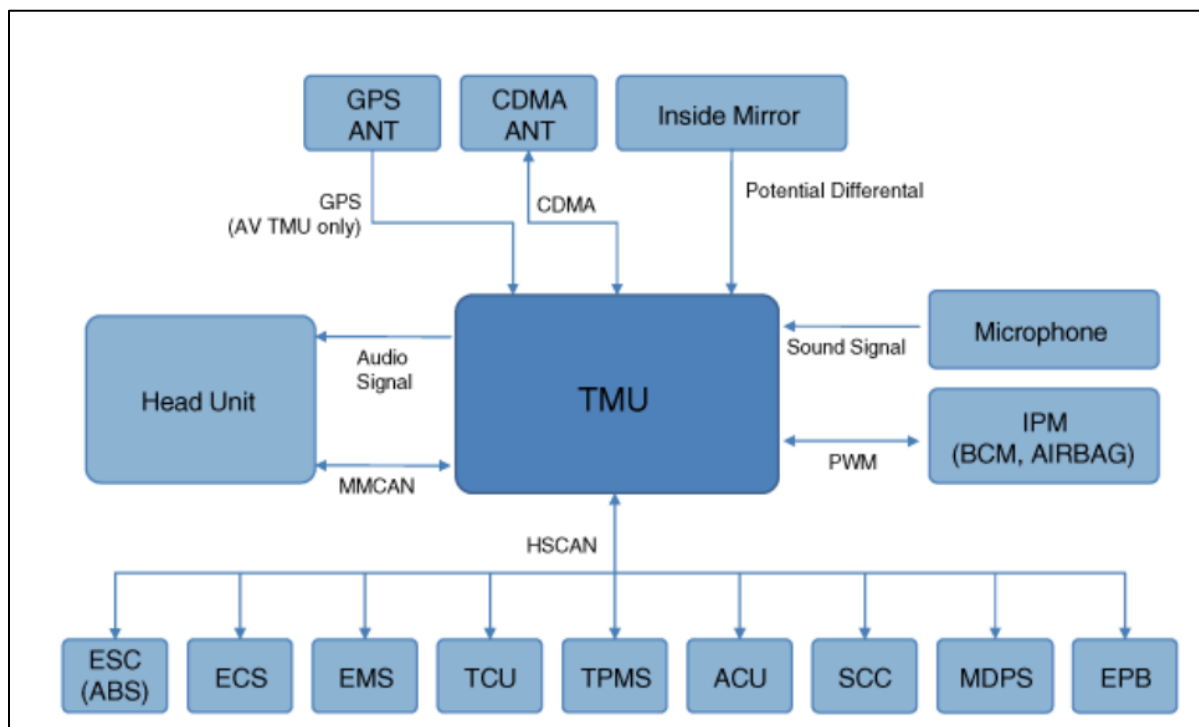 GPS
ANT
CDMA
ANT
Inside Mirror
GPS
(AV TMU only)
CDMA
Potential Differental
Head Unit
Audio
Signal
MMCAN
TMU
Sound Signal
Microphone
PWM
IPM
(BCM, AIRBAG)
HSCAN
ESC
(ABS)
ECS
EMS
TCU
TPMS
ACU
SCC
MDPS
EPB